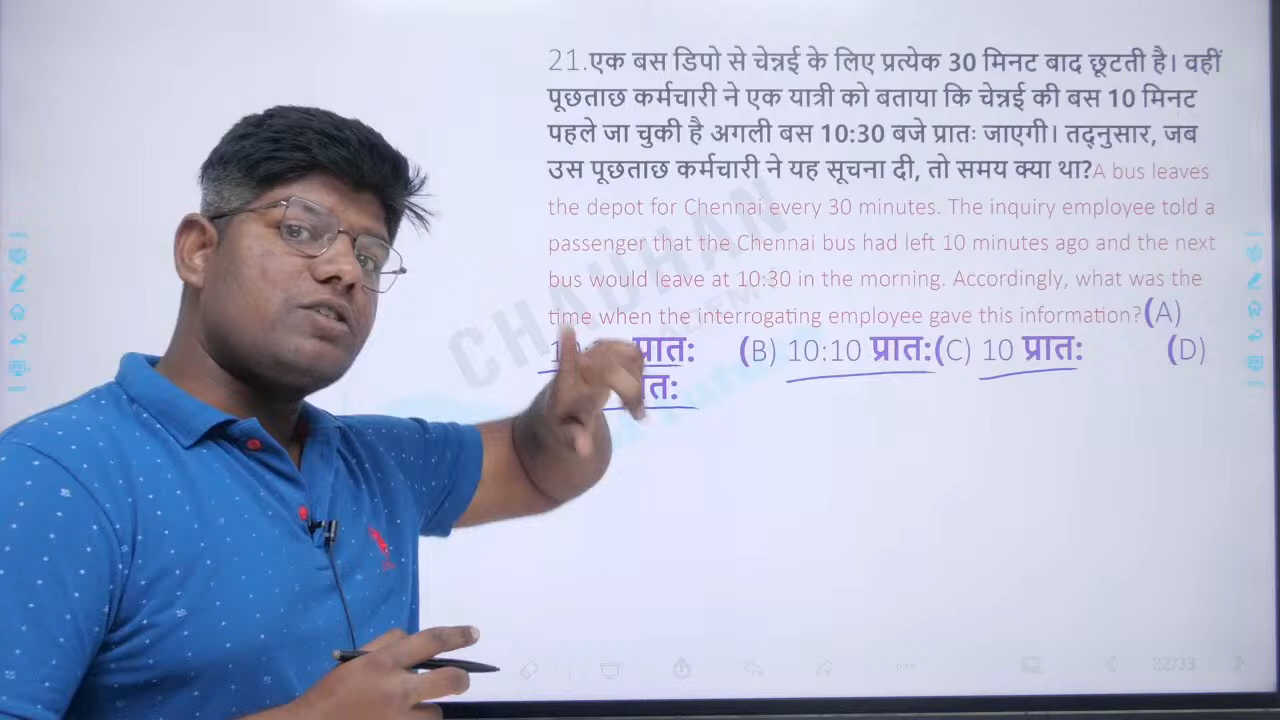 21.एक बस डिपो से चेन्नई के लिए प्रत्येक 30 मिनट बाद छूटती है। वहीं
पूछताछ कर्मचारी ने एक यात्री को बताया कि चेन्नई की बस 10 मिनट
पहले जा चुकी है अगली बस 10:30 बजे प्रातः जाएगी। तद्नुसार, जब
उस पूछताछ कर्मचारी ने यह सूचना दी, तो समय क्या था?A bus leaves
the depot for Chennai every 30 minutes. The inquiry employee told a
passenger that the Chennai bus had left 10 minutes ago and the next
bus would leave at 10:30 in the morning. Accordingly, what was the
time when the interrogating employee gave this information?(A)
प्रातः (B) 10:10 प्रातः(C) 10 प्रातः (D)
CHAUHAN
22/33